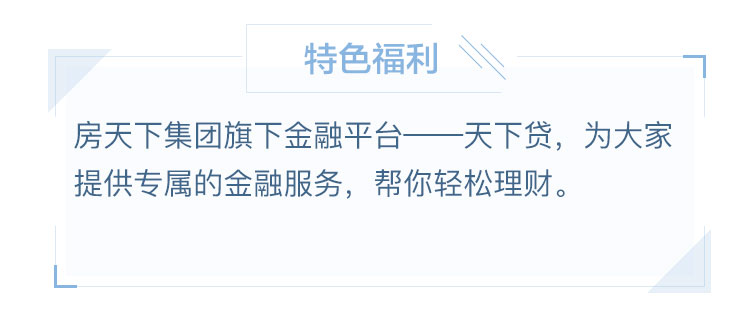 特色福利
房天下集团旗下金融平台——天下贷，为大家
提供专属的金融服务，帮你轻松理财。